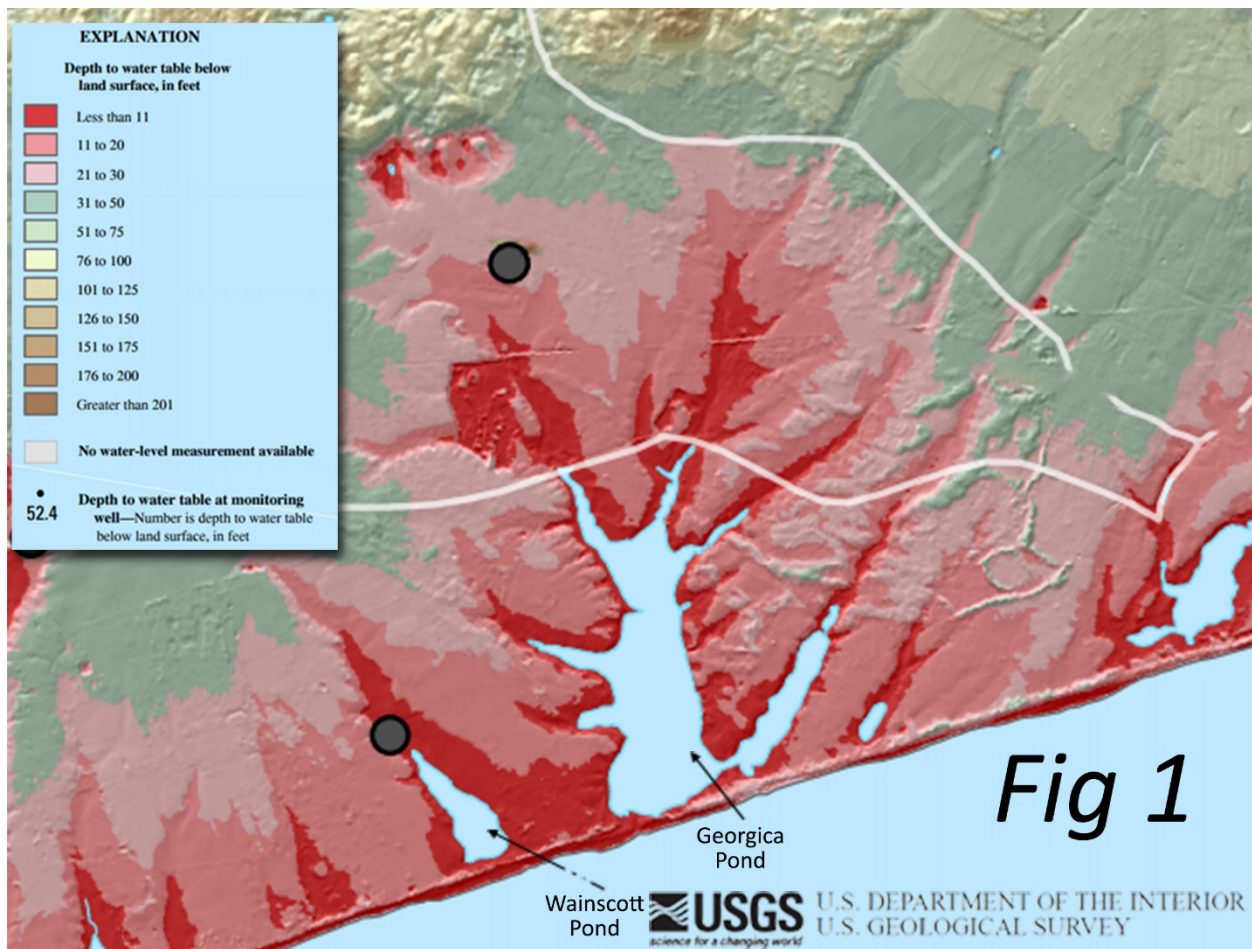 EXPLANATION
Depth to water table below
land surface, in feet
Less than 11
11 to 20
21 to 30
31 to 50
51 to 75
76 to 100
101 to 125
126 to 150
151 to 175
176 to 200
Greater than 201
No water-level measurement available
52.4
Depth to water table at monitoring
well—Number is depth to water table
below land surface, in feet
Fig 1
Georgica
Pond
Wainscott
Pond
USGS
science for a changing world
U.S. DEPARTMENT OF THE INTERIOR
U.S. GEOLOGICAL SURVEY